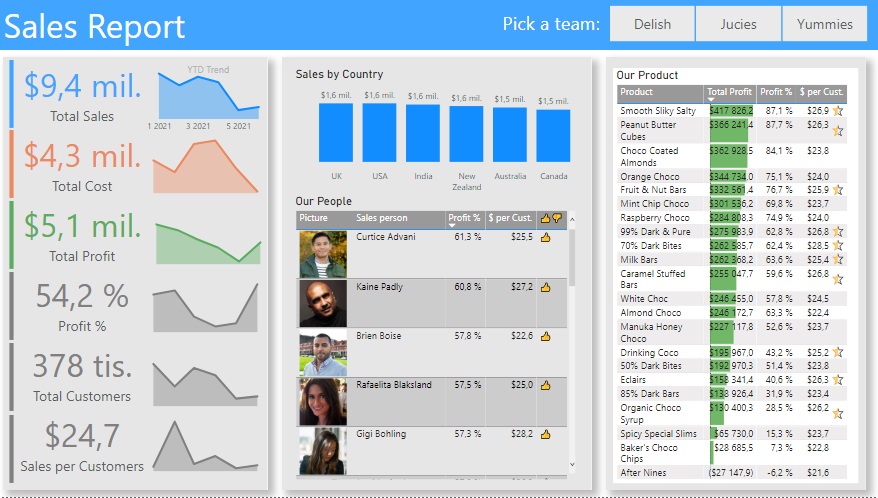 Sales Report
Pick a team:
Delish
Jucies
Yummies
$9,4 mil.
Total Sales
YTD Trend
1 2021 3 2021 5 2021
$4,3 mil.
Total Cost
$5,1 mil.
Total Profit
54,2 %
Profit %
378 tis.
Total Customers
$24,7
Sales per Customers
Sales by Country
$1,6 mil. $1,6 mil. $1,6 mil. $1,6 mil. $1,5 mil. $1,5 mil.
UK USA India New Zealand Australia Canada
Our People
Picture Sales person Profit % $ per Cust.
Curtice Advani 61,3 % $25,5
Kaine Padly 60,8 % $27,2
Brien Boise 57,8 % $22,6
Rafaelita Blaksland 57,5 % $25,0
Gigi Bohling 57,3 % $28,2
Our Product
Product Total Profit Profit % $ per Cust.
Smooth Sliky Salty $417 826,2 87,1 % $26,9
Peanut Butter Cubes $366 241,4 87,7 % $26,3
Choco Coated Almonds $362 928,5 84,1 % $23,8
Orange Choco $344 734,0 75,1 % $24,0
Fruit & Nut Bars $332 561,4 76,7 % $25,9
Mint Chip Choco $301 536,2 69,8 % $23,7
Raspberry Choco $284 808,3 74,9 % $24,0
99% Dark & Pure $275 983,9 62,8 % $26,8
70% Dark Bites $262 585,7 62,4 % $28,5
Milk Bars $262 368,2 63,6 % $25,4
Caramel Stuffed Bars $255 047,7 59,6 % $26,8
White Choc $246 455,0 57,8 % $24,5
Almond Choco $246 172,7 63,3 % $22,4
Manuka Honey Choco $227 117,8 52,6 % $23,7
Drinking Coco $195 967,0 43,2 % $25,2
50% Dark Bites $192 970,3 51,4 % $23,8
Eclairs $158 341,4 40,6 % $26,3
85% Dark Bars $138 926,4 31,9 % $23,4
Organic Choco Syrup $130 400,3 28,5 % $26,2
Spicy Special Slims $65 730,0 15,3 % $23,7
Baker's Choco Chips $28 685,5 7,3 % $22,8
After Nines ($27 147,9) -6,2 % $21,6